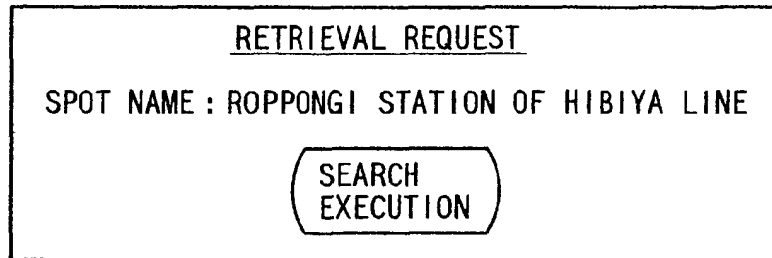 RETRIEVAL REQUEST
SPOT NAME : ROPPONGI STATION OF HIBIYA LINE
SEARCH
EXECUTION